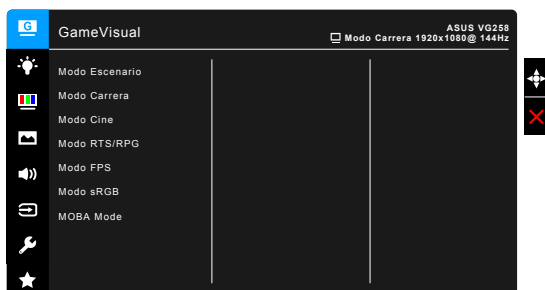 G
GameVisual
ASUS VG258
Modo Carrera 1920x1080@ 144Hz
Modo Escenario
Modo Carrera
Modo Cine
Modo RTS/RPG
Modo FPS
Modo sRGB
MOBA Mode